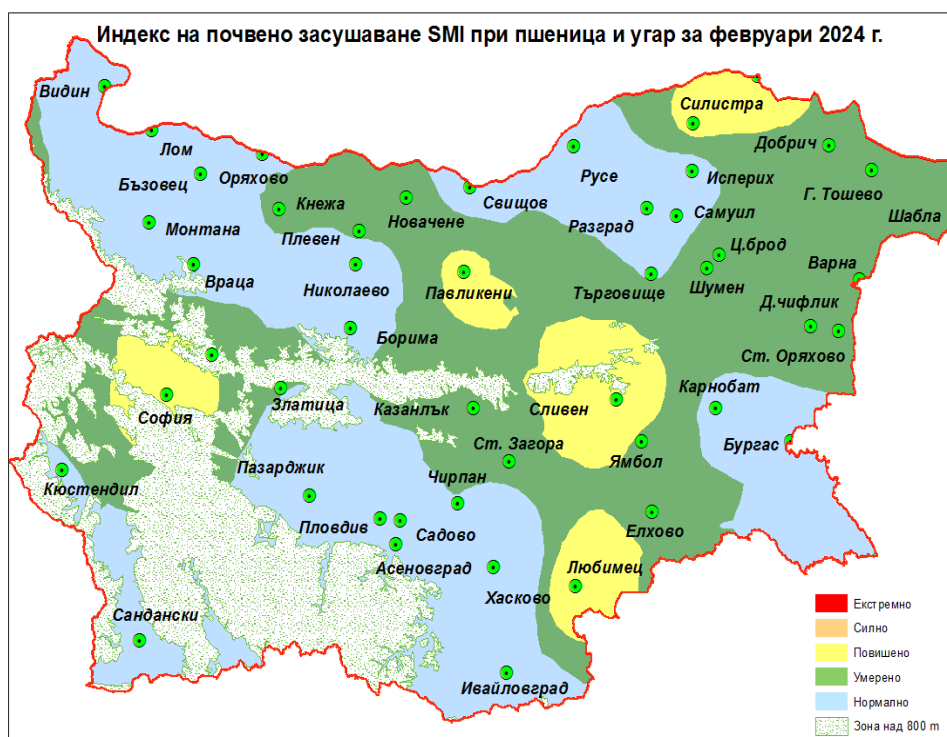 Индекс на почвено засушаване SMI при пшеница и угар за февруари 2024 г.
Видин
Силистра
Лом
Добрич
Бъзовец
Оряхово
Русе
Исперих
Г. Тошево
Кнежа
Новачене
Свищов
Монтана
Плевен
Разград
Самуил
Шабла
Ц.брод
Враца
Николаево
Павликени
Търговище
Шумен
Варна
Д.чифлик
Борима
Ст. Оряхово
София
Златица
Казанлък
Сливен
Карнобат
Ст. Загора
Бургас
Ямбол
Пазарджик
Чирпан
Кюстендил
Пловдив
Садово
Елхово
Асеновград
Любимец
Хасково
Сандански
Ивайловград
Екстремно
Силно
Повишено
Умерено
Нормално
Зона над 800 m